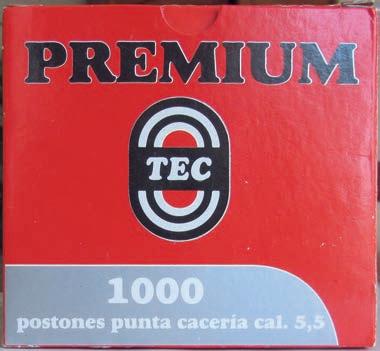 PREMIUM
TEC
1000
postones punta cacería cal. 5,5